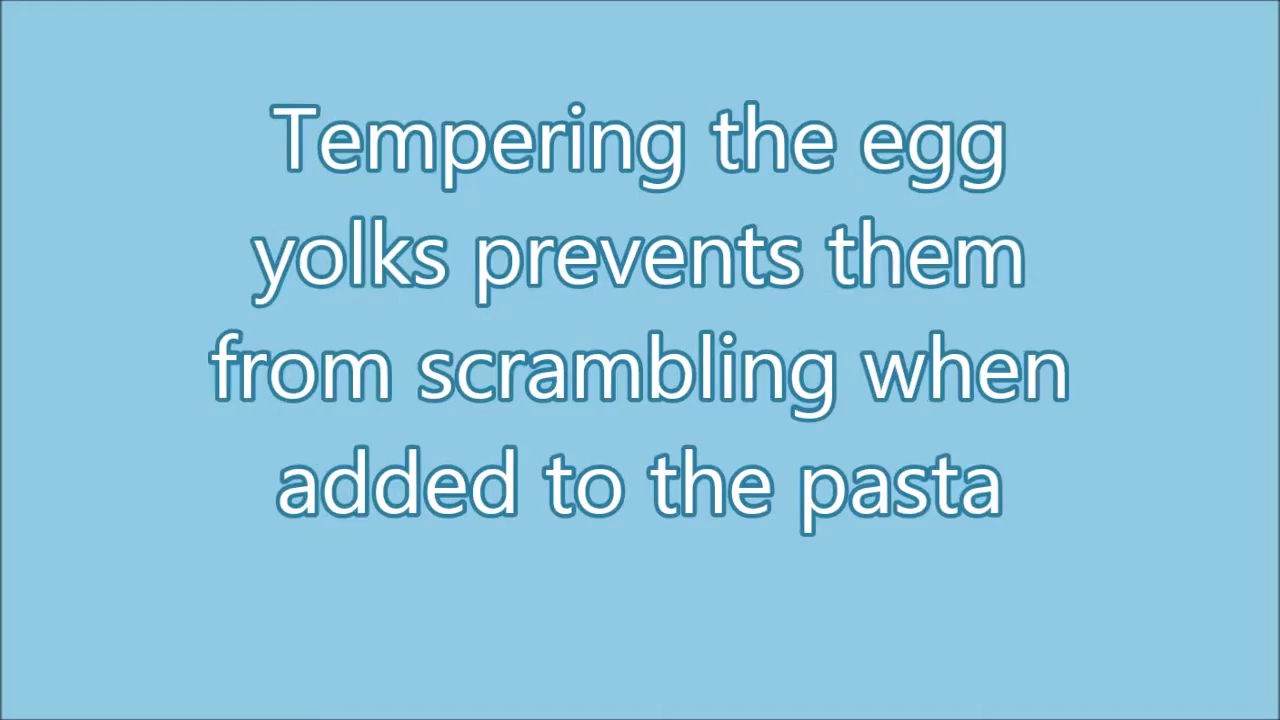 Tempering the egg
yolks prevents them
from scrambling when
added to the pasta